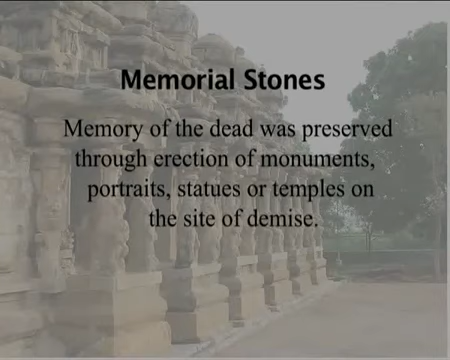 Memorial Stones
Memory of the dead was preserved
through erection of monuments,
portraits, statues or temples on
the site of demise.